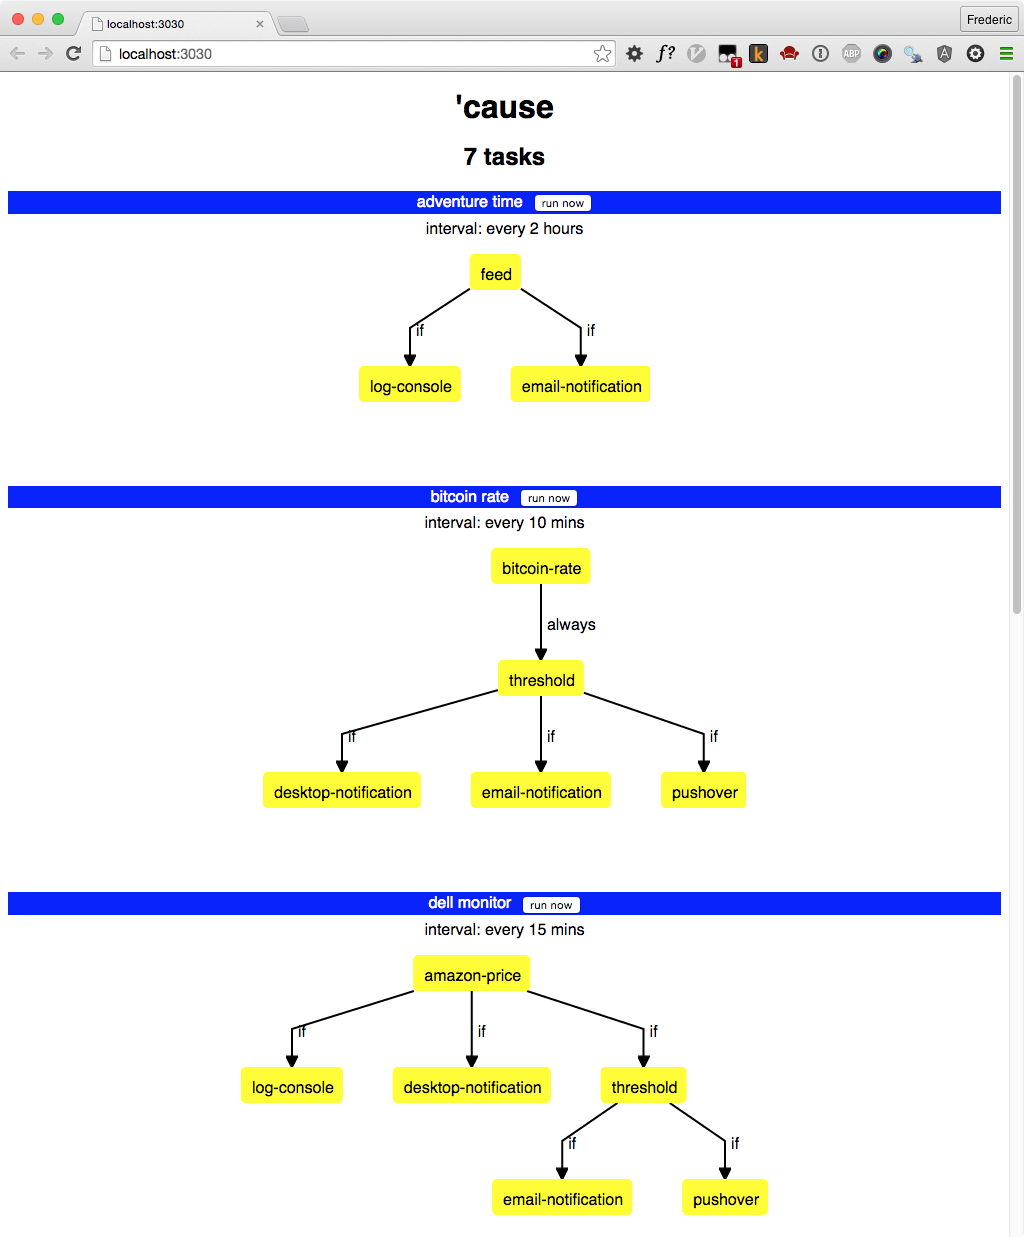 localhost:3030
Frederic
localhost:3030
f?
1
k
ABP
A
'cause
7 tasks
adventure time run now
interval: every 2 hours
feed
if if
log-console email-notification
bitcoin rate run now
interval: every 10 mins
bitcoin-rate
always
threshold
if if if
desktop-notification email-notification pushover
dell monitor run now
interval: every 15 mins
amazon-price
if if if
log-console desktop-notification threshold
if if
email-notification pushover